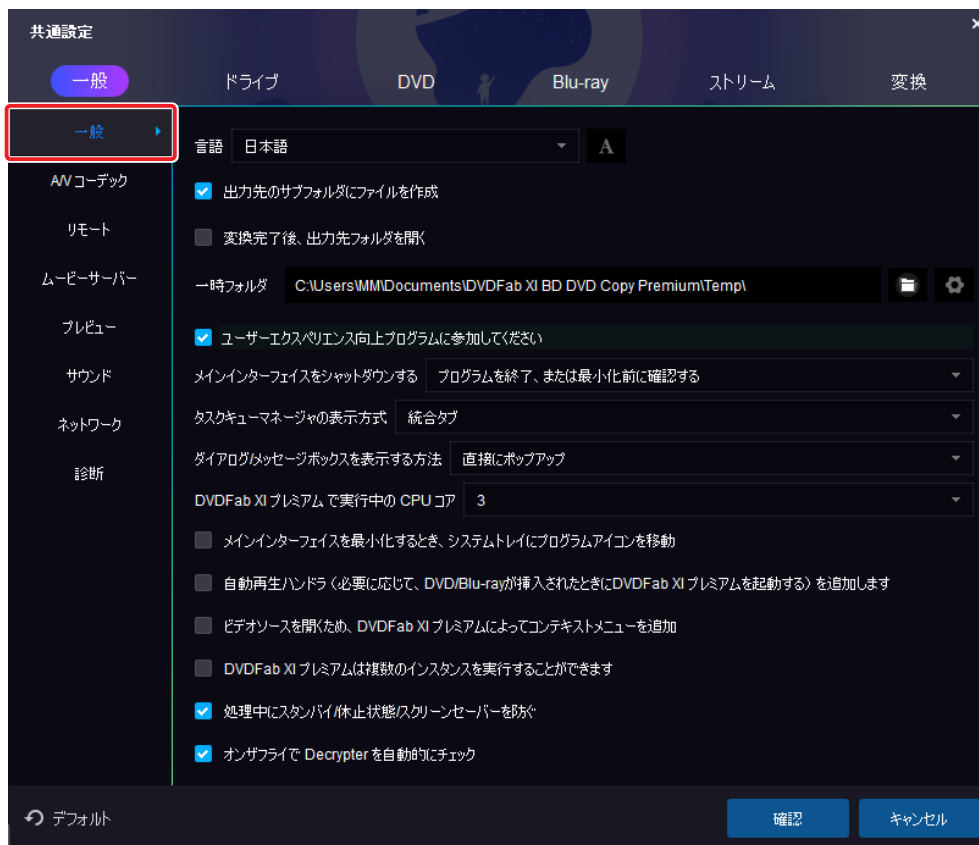 共通設定
一般 ドライブ DVD Blu-ray ストリーム 変換
一般
A/V コーデック
リモート
ムービーサーバー
プレビュー
サウンド
ネットワーク
診断
言語 日本語 A
出力先のサブフォルダにファイルを作成
変換完了後、出力先フォルダを開く
一時フォルダ C:\Users\MM\Documents\DVDFab XI BD DVD Copy Premium\Temp\
ユーザーエクスペリエンス向上プログラムに参加してください
メインインターフェイスをシャットダウンする プログラムを終了、または最小化前に確認する
タスクキューマネージャの表示方式 統合タブ
ダイアログ/メッセージボックスを表示する方法 直接にポップアップ
DVDFab XI プレミアム で実行中の CPU コア 3
メインインターフェイスを最小化するとき、システムトレイにプログラムアイコンを移動
自動再生ハンドラ（必要に応じて、DVD/Blu-rayが挿入されたときにDVDFab XI プレミアムを起動する）を追加します
ビデオソースを開くため、DVDFab XI プレミアムによってコンテキストメニューを追加
DVDFab XI プレミアムは複数のインスタンスを実行することができます
処理中にスタンバイ/休止状態/スクリーンセーバーを防ぐ
オンザフライで Decrypter を自動的にチェック
デフォルト 確認 キャンセル